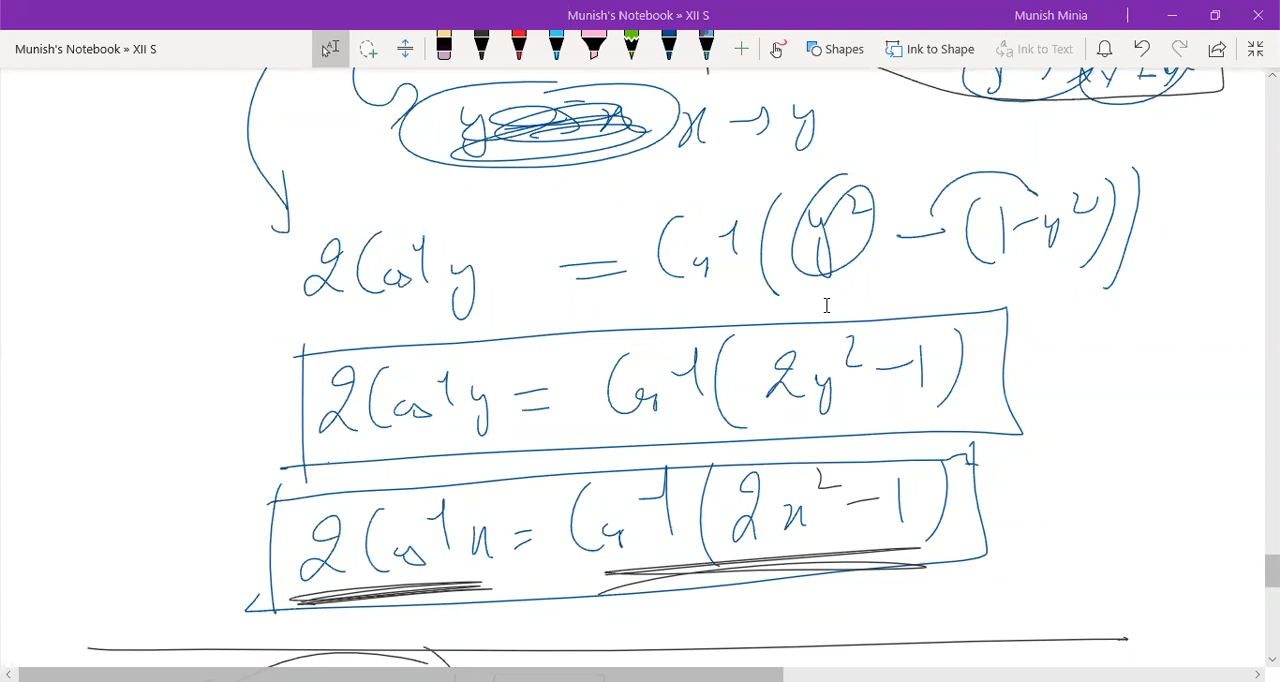 Munish's Notebook » XII S
Munish Minia
Munish's Notebook » XII S
Shapes
Ink to Shape
Ink to Text
x → y
2Cos⁻¹y = Cos⁻¹(y² - (1-y²))
2Cos⁻¹y = Cos⁻¹(2y² - 1)
2Cos⁻¹x = Cos⁻¹(2x² - 1)